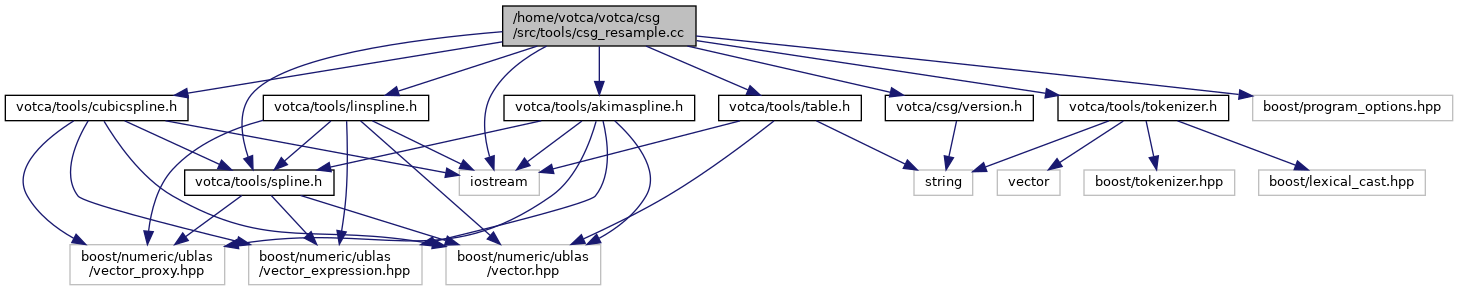 /home/votca/votca/csg
/src/tools/csg_resample.cc
votca/tools/cubicspline.h
votca/tools/linspline.h
votca/tools/akimaspline.h
votca/tools/table.h
votca/csg/version.h
votca/tools/tokenizer.h
boost/program_options.hpp
votca/tools/spline.h
iostream
string
vector
boost/tokenizer.hpp
boost/lexical_cast.hpp
boost/numeric/ublas
/vector_proxy.hpp
boost/numeric/ublas
/vector_expression.hpp
boost/numeric/ublas
/vector.hpp